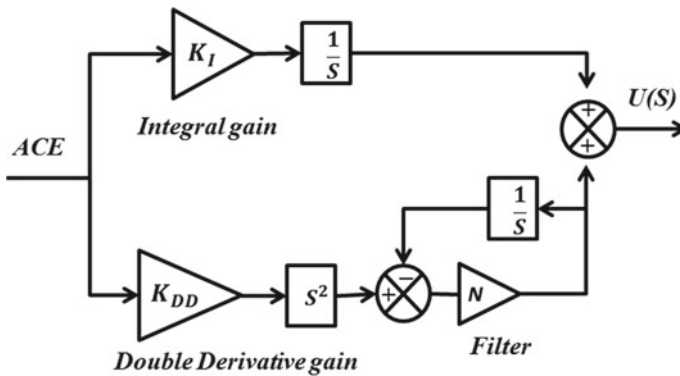 K_I
1/S
Integral gain
ACE
+
+
U(S)
1/S
K_DD
S²
+
−
N
Double Derivative gain
Filter